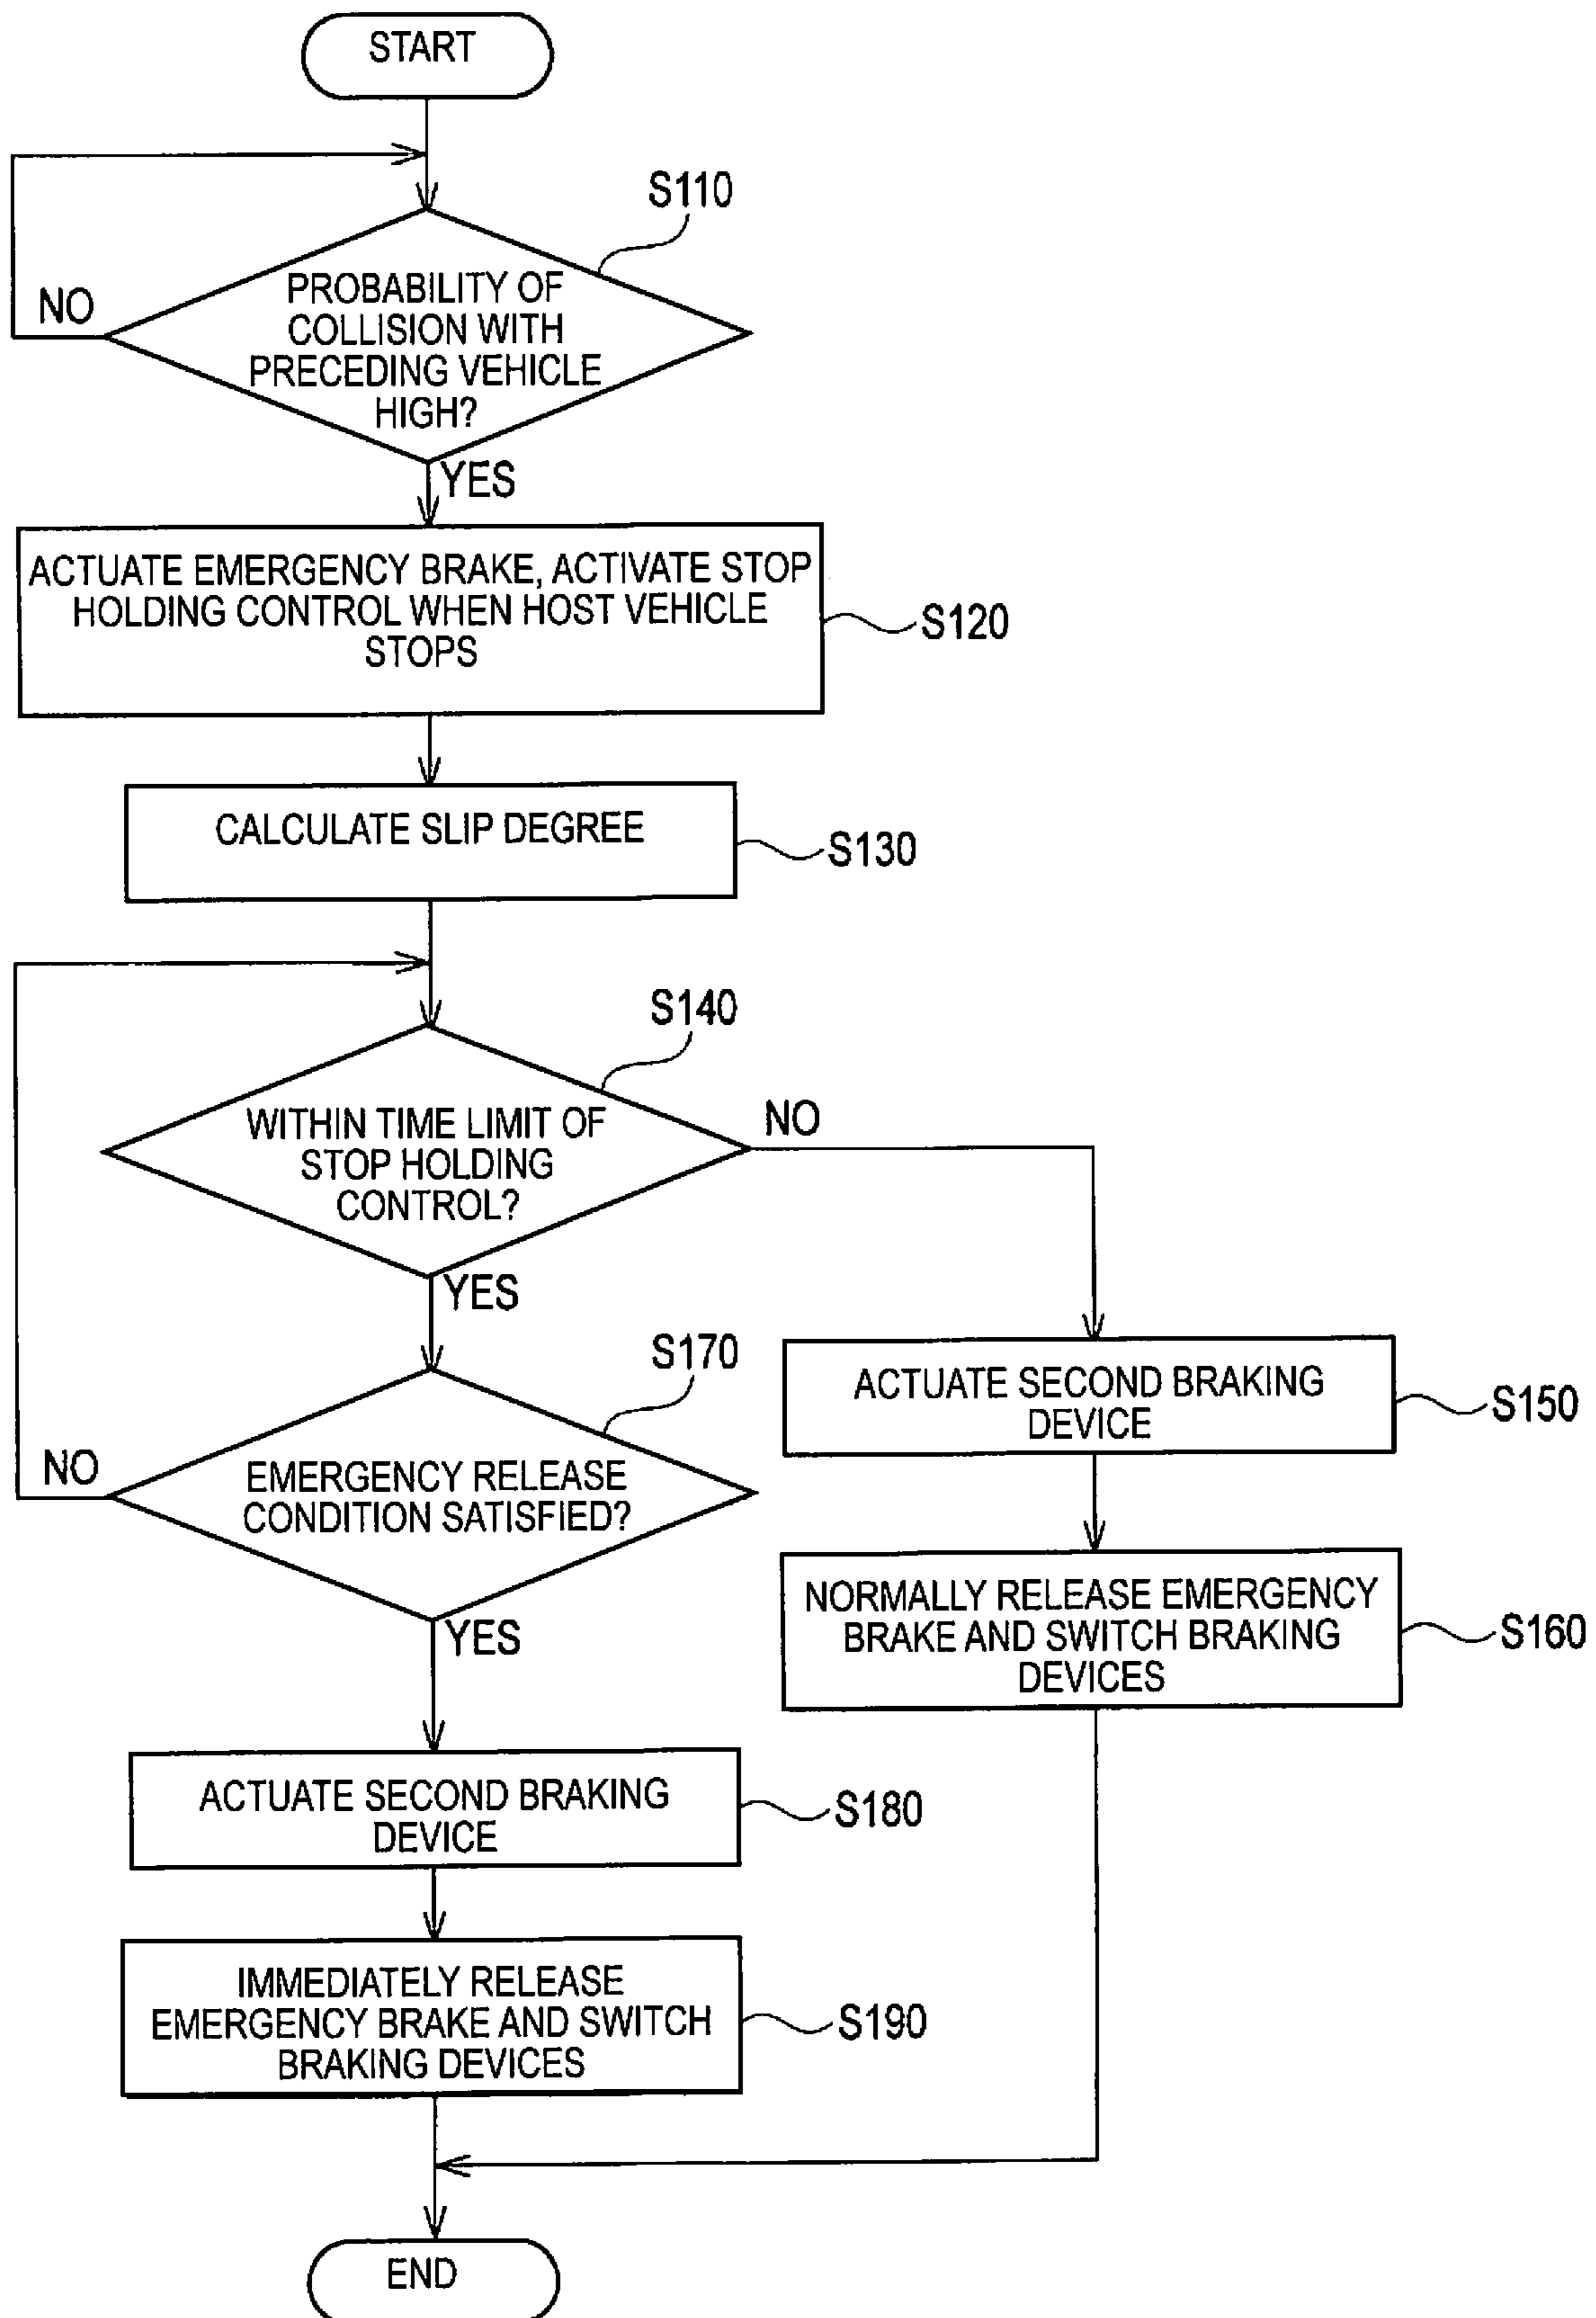 START
S110
NO
PROBABILITY OF
COLLISION WITH
PRECEDING VEHICLE
HIGH?
YES
ACTUATE EMERGENCY BRAKE, ACTIVATE STOP
HOLDING CONTROL WHEN HOST VEHICLE
STOPS
S120
CALCULATE SLIP DEGREE
S130
S140
WITHIN TIME LIMIT OF
STOP HOLDING
CONTROL?
NO
YES
S170
EMERGENCY RELEASE
CONDITION SATISFIED?
NO
YES
ACTUATE SECOND BRAKING
DEVICE
S150
NORMALLY RELEASE EMERGENCY
BRAKE AND SWITCH BRAKING
DEVICES
S160
ACTUATE SECOND BRAKING
DEVICE
S180
IMMEDIATELY RELEASE
EMERGENCY BRAKE AND SWITCH
BRAKING DEVICES
S190
END